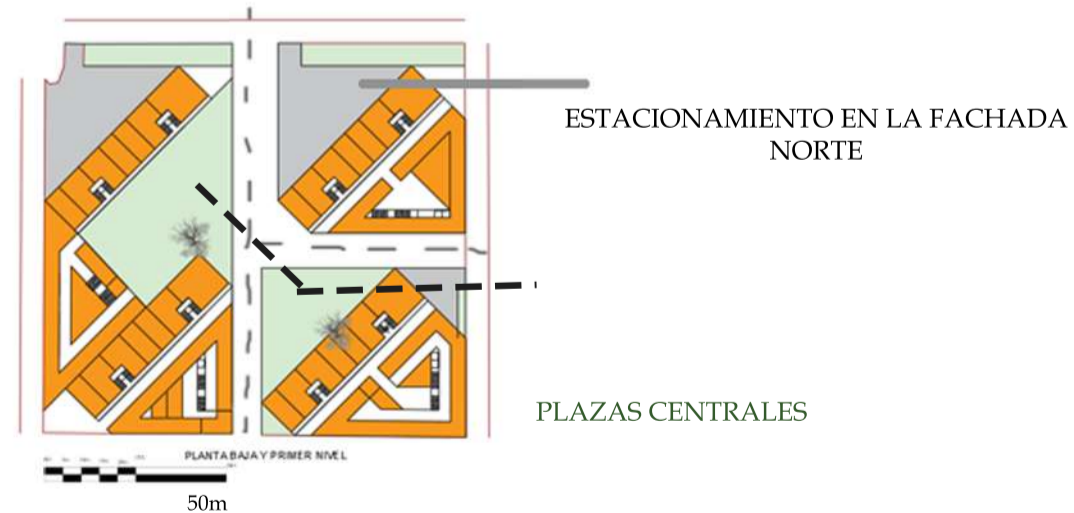 ESTACIONAMIENTO EN LA FACHADA
NORTE
PLAZAS CENTRALES
PLANTA BAJA Y PRIMER NIVEL
50m